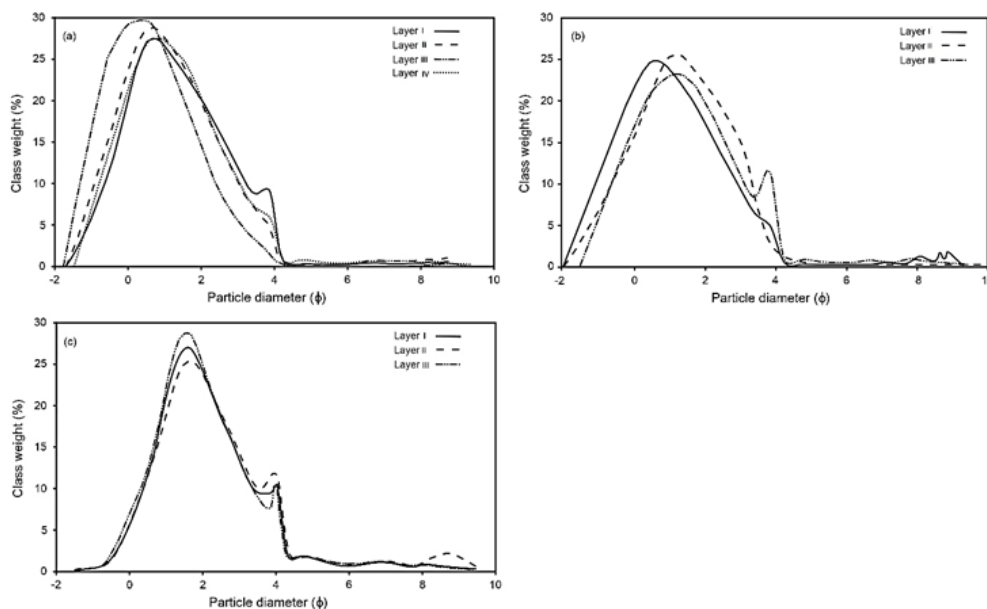 (a)
Layer I
Layer II
Layer III
Layer IV
30
25
20
15
10
5
0
-2 0 2 4 6 8 10
Class weight (%)
Particle diameter (ϕ)
(b)
Layer I
Layer II
Layer III
30
25
20
15
10
5
0
-2 0 2 4 6 8 10
Class weight (%)
Particle diameter (ϕ)
(c)
Layer I
Layer II
Layer III
30
25
20
15
10
5
0
-2 0 2 4 6 8 10
Class weight (%)
Particle diameter (ϕ)